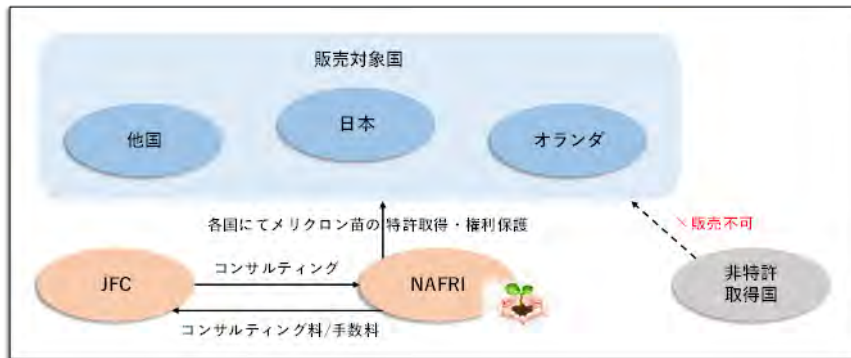 販売対象国
他国
日本
オランダ
各国にてメリクロン苗の特許取得・権利保護
×販売不可
JFC
コンサルティング
NAFRI
非特許
取得国
コンサルティング料/手数料